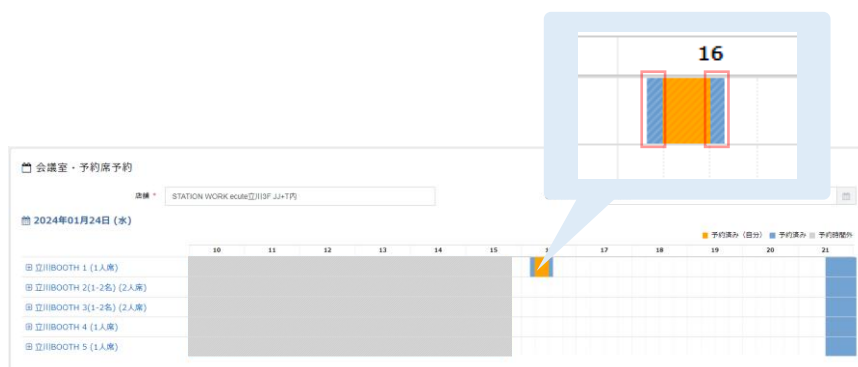 16
会議室・予約席予約
店舗 * STATION WORK ecute立川3F JJ+T内
2024年01月24日 (水)
予約済み（自分） 予約済み 予約時間外
10 11 12 13 14 15 16 17 18 19 20 21
立川BOOTH 1 (1人席)
立川BOOTH 2(1-2名) (2人席)
立川BOOTH 3(1-2名) (2人席)
立川BOOTH 4 (1人席)
立川BOOTH 5 (1人席)